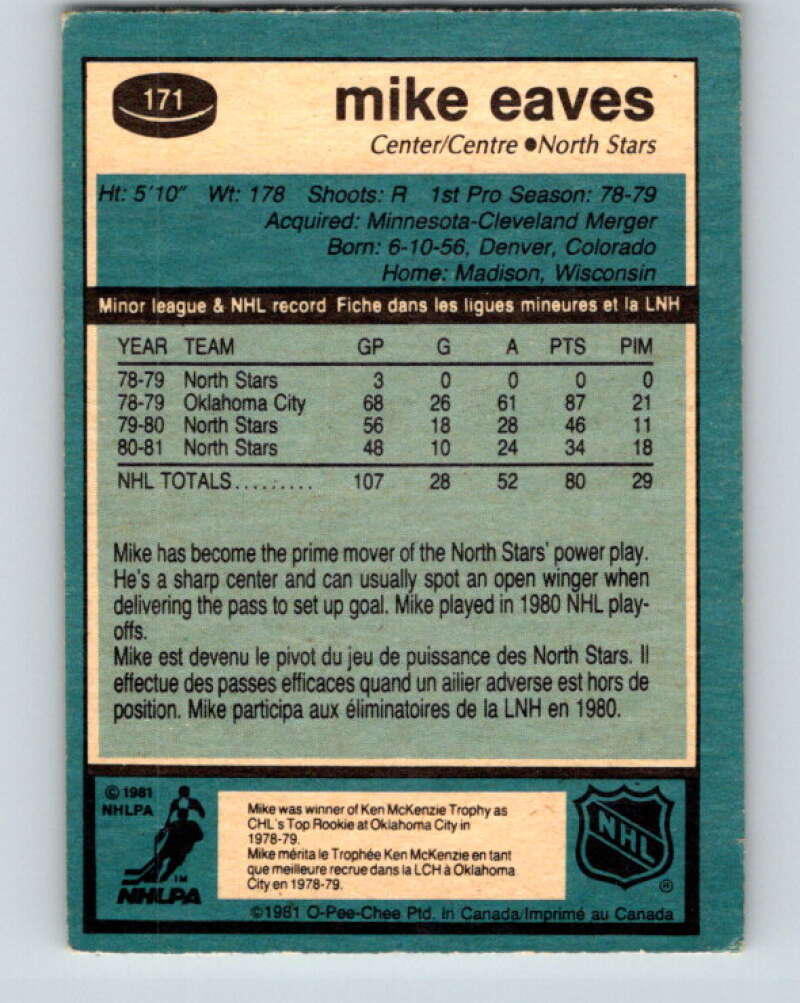 171
mike eaves
Center/Centre ●North Stars
Ht: 5'10" Wt: 178 Shoots: R 1st Pro Season: 78-79
Acquired: Minnesota-Cleveland Merger
Born: 6-10-56, Denver, Colorado
Home: Madison, Wisconsin
Minor league & NHL record Fiche dans les ligues mineures et la LNH
YEAR TEAM GP G A PTS PIM
78-79 North Stars 3 0 0 0 0
78-79 Oklahoma City 68 26 61 87 21
79-80 North Stars 56 18 28 46 11
80-81 North Stars 48 10 24 34 18
NHL TOTALS......... 107 28 52 80 29
Mike has become the prime mover of the North Stars' power play.
He's a sharp center and can usually spot an open winger when
delivering the pass to set up goal. Mike played in 1980 NHL play-
offs.
Mike est devenu le pivot du jeu de puissance des North Stars. Il
effectue des passes efficaces quand un ailier adverse est hors de
position. Mike participa aux éliminatoires de la LNH en 1980.
© 1981
NHLPA
TM
NHLPA
Mike was winner of Ken McKenzie Trophy as
CHL's Top Rookie at Oklahoma City in
1978-79.
Mike mérita le Trophée Ken McKenzie en tant
que meilleure recrue dans la LCH à Oklahoma
City en 1978-79.
NHL
®
©1981 O-Pee-Chee Ptd. in Canada/Imprimé au Canada